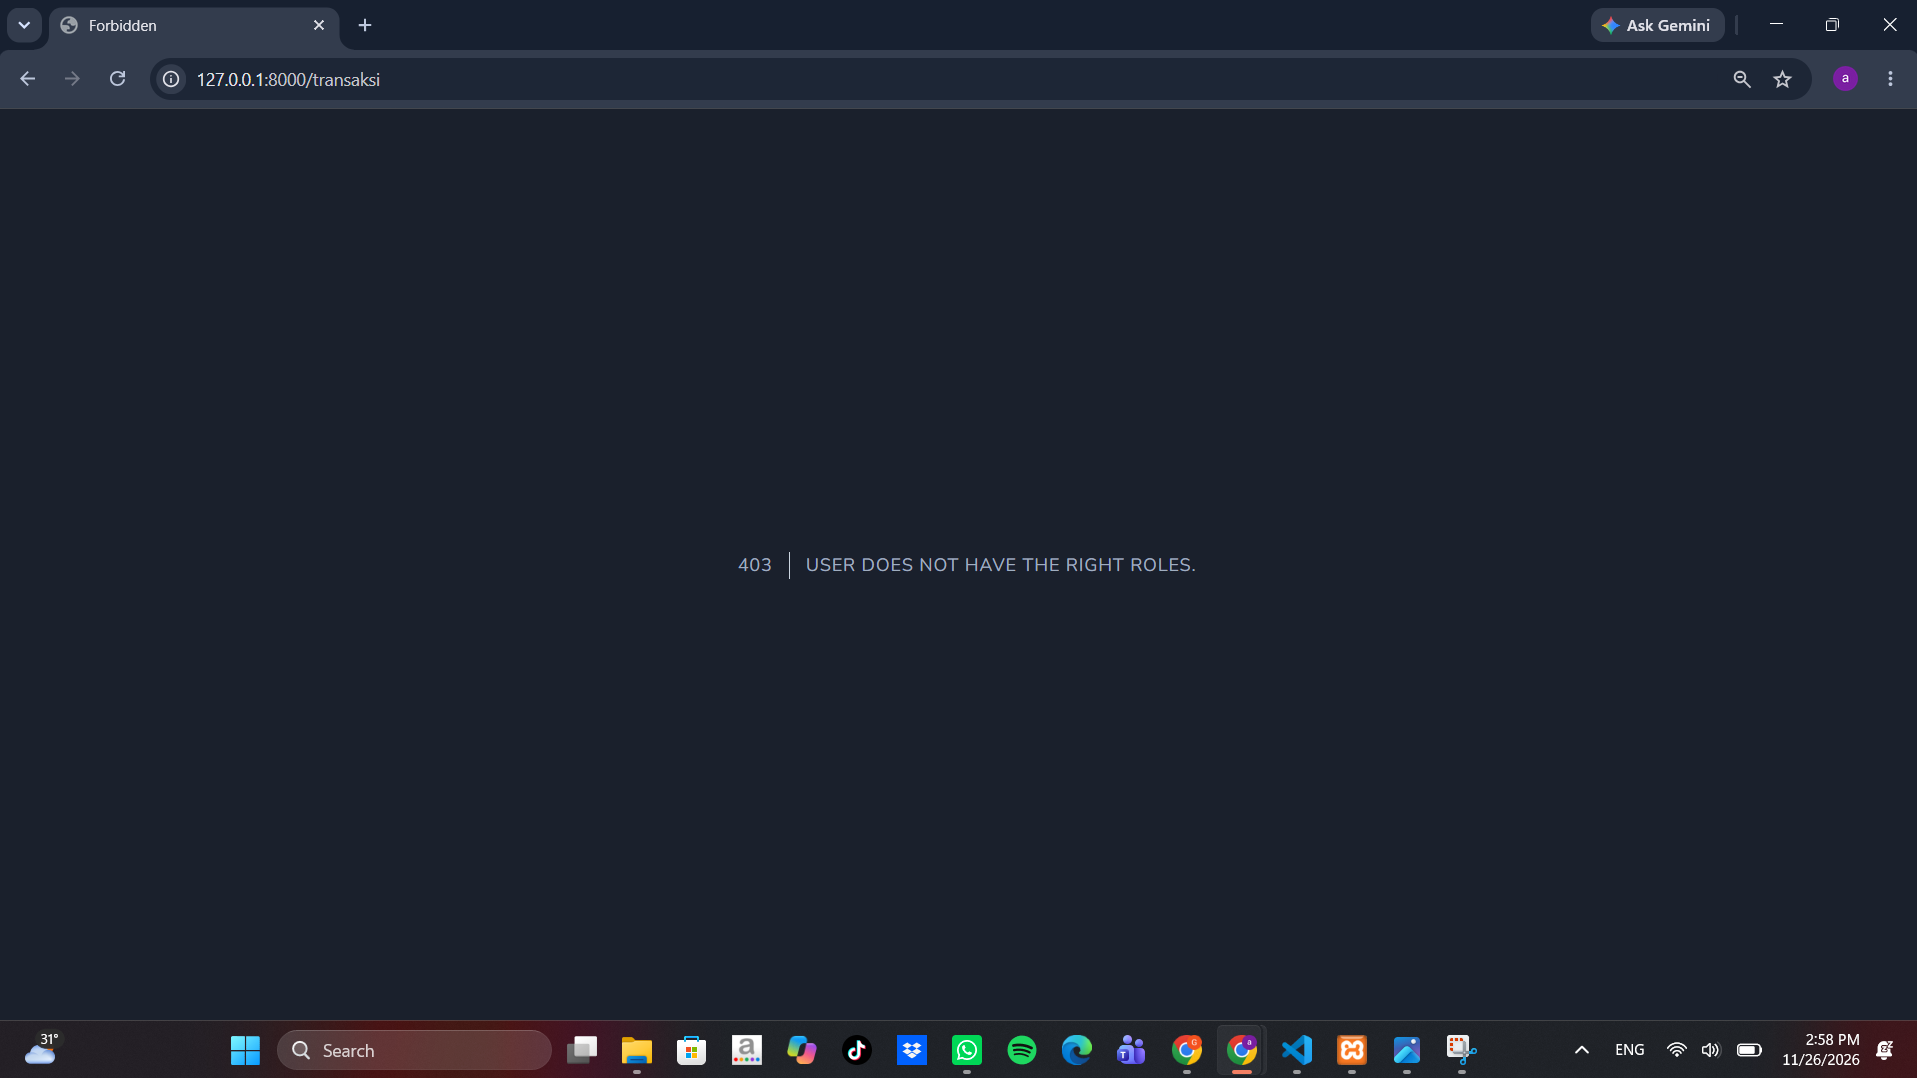 Forbidden
Ask Gemini
127.0.0.1:8000/transaksi
a
403
USER DOES NOT HAVE THE RIGHT ROLES.
31°
Search
a
G
a
T
ENG
2:58 PM
11/26/2026